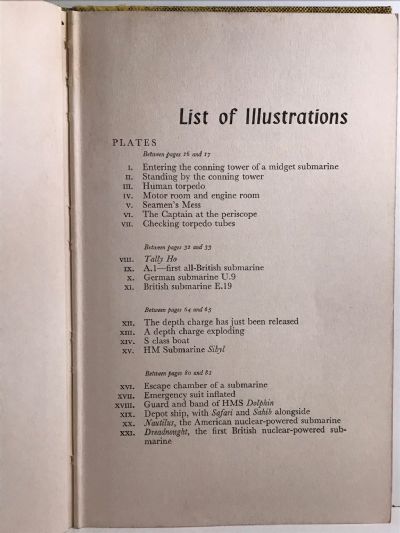 List of Illustrations
PLATES
Between pages 16 and 17
I. Entering the conning tower of a midget submarine
II. Standing by the conning tower
III. Human torpedo
IV. Motor room and engine room
V. Seamen's Mess
VI. The Captain at the periscope
VII. Checking torpedo tubes
Between pages 32 and 33
VIII. Tally Ho
IX. A.1—first all-British submarine
X. German submarine U.9
XI. British submarine E.19
Between pages 64 and 65
XII. The depth charge has just been released
XIII. A depth charge exploding
XIV. S class boat
XV. HM Submarine Sibyl
Between pages 80 and 81
XVI. Escape chamber of a submarine
XVII. Emergency suit inflated
XVIII. Guard and band of HMS Dolphin
XIX. Depot ship, with Safari and Sahib alongside
XX. Nautilus, the American nuclear-powered submarine
XXI. Dreadnought, the first British nuclear-powered sub-
marine